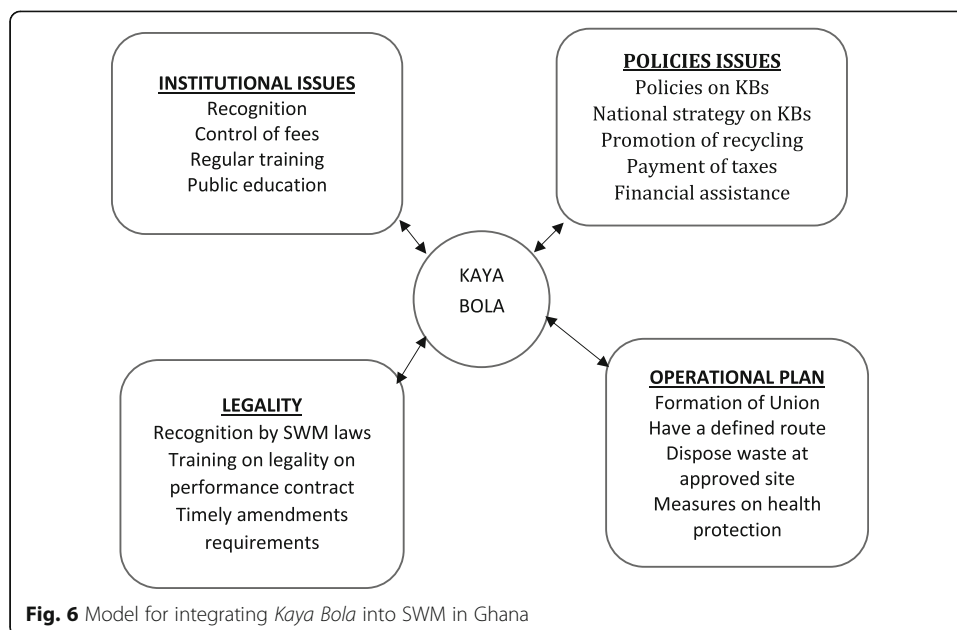 INSTITUTIONAL ISSUES
Recognition
Control of fees
Regular training
Public education
POLICIES ISSUES
Policies on KBs
National strategy on KBs
Promotion of recycling
Payment of taxes
Financial assistance
KAYA
BOLA
LEGALITY
Recognition by SWM laws
Training on legality on
performance contract
Timely amendments
requirements
OPERATIONAL PLAN
Formation of Union
Have a defined route
Dispose waste at
approved site
Measures on health
protection
Fig. 6 Model for integrating Kaya Bola into SWM in Ghana